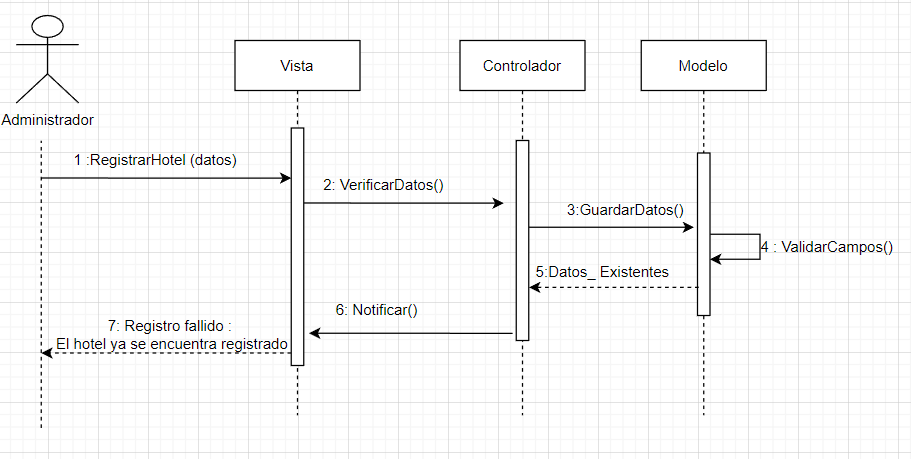 Vista
Controlador
Modelo
Administrador
1 :RegistrarHotel (datos)
2: VerificarDatos()
3:GuardarDatos()
4 : ValidarCampos()
5:Datos_ Existentes
6: Notificar()
7: Registro fallido :
El hotel ya se encuentra registrado